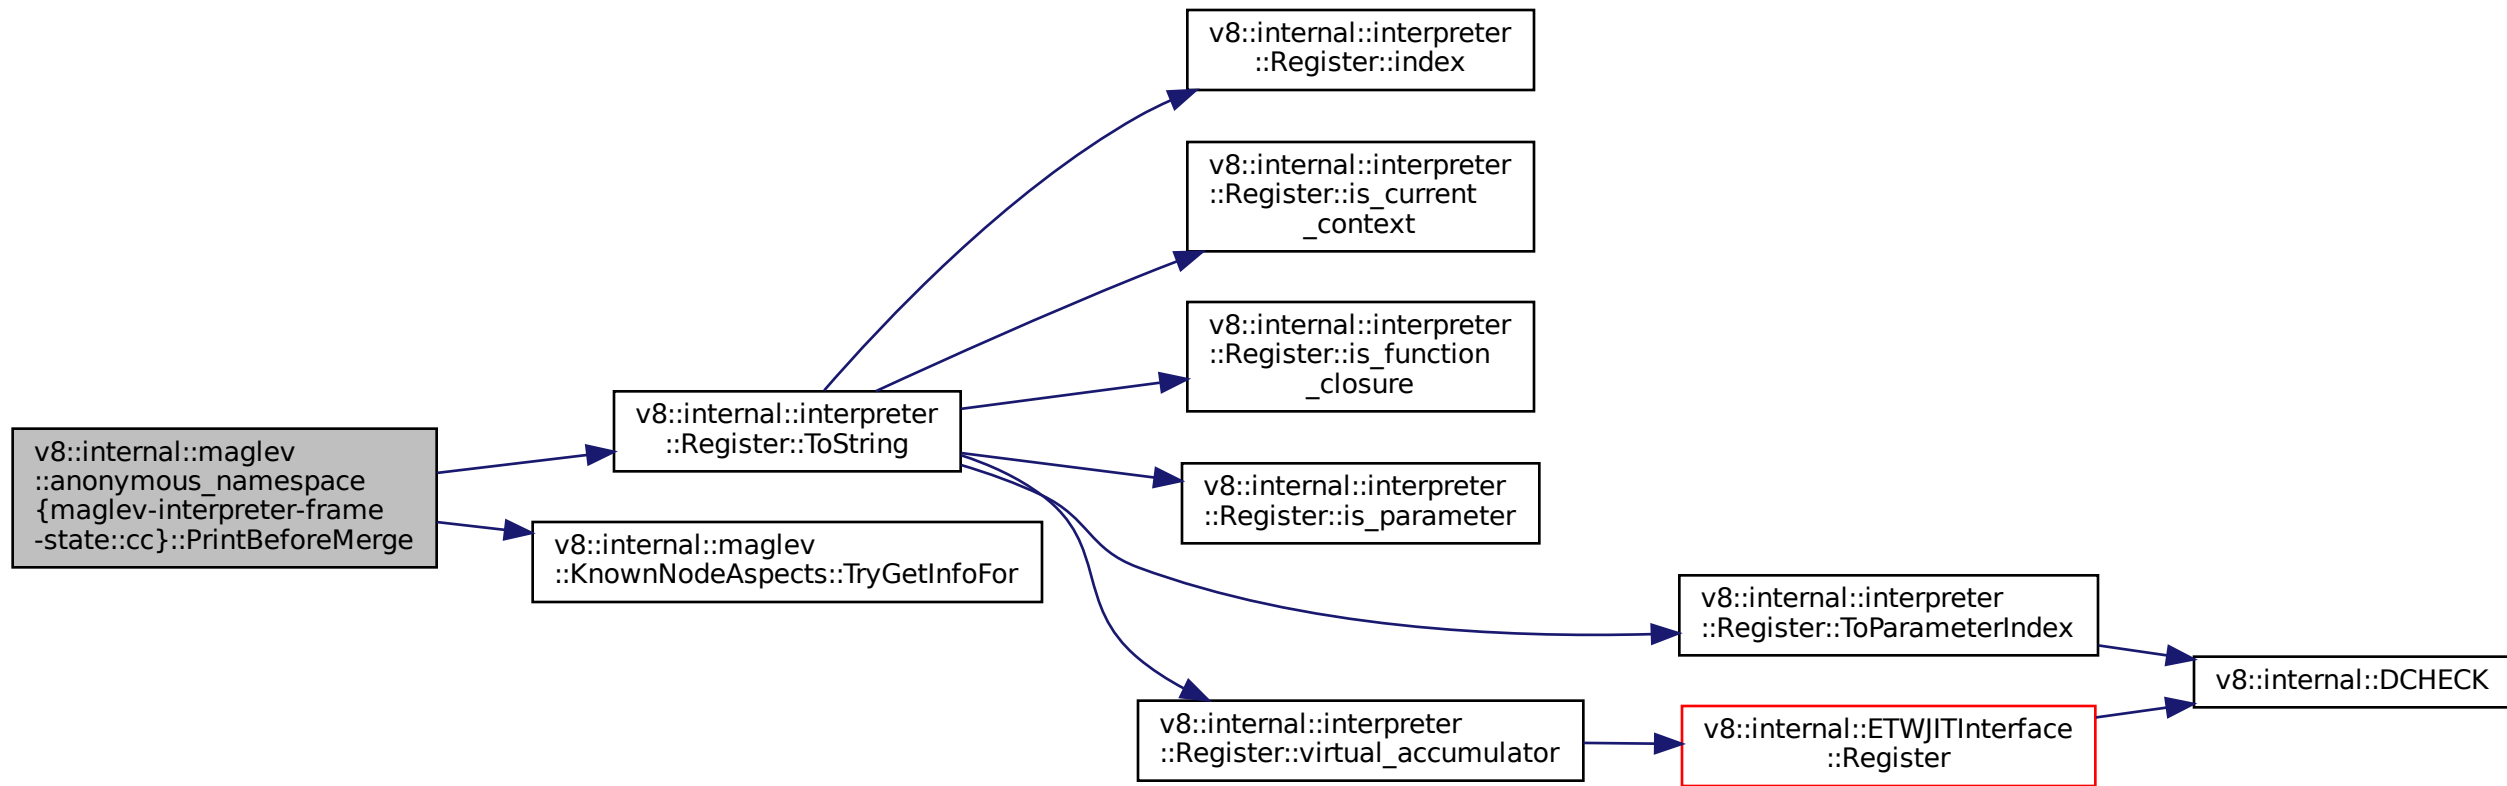 v8::internal::maglev
::anonymous_namespace
{maglev-interpreter-frame
-state::cc}::PrintBeforeMerge
v8::internal::interpreter
::Register::ToString
v8::internal::maglev
::KnownNodeAspects::TryGetInfoFor
v8::internal::interpreter
::Register::index
v8::internal::interpreter
::Register::is_current
_context
v8::internal::interpreter
::Register::is_function
_closure
v8::internal::interpreter
::Register::is_parameter
v8::internal::interpreter
::Register::ToParameterIndex
v8::internal::interpreter
::Register::virtual_accumulator
v8::internal::ETWJITInterface
::Register
v8::internal::DCHECK